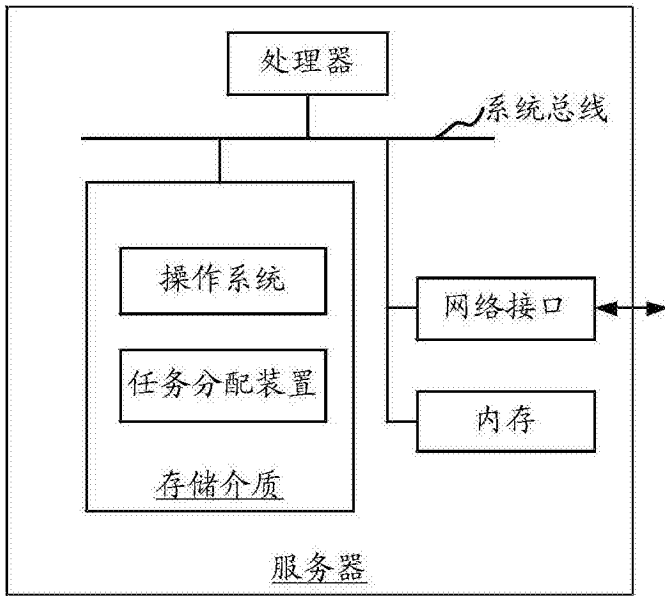 处理器
系统总线
操作系统
网络接口
任务分配装置
内存
存储介质
服务器